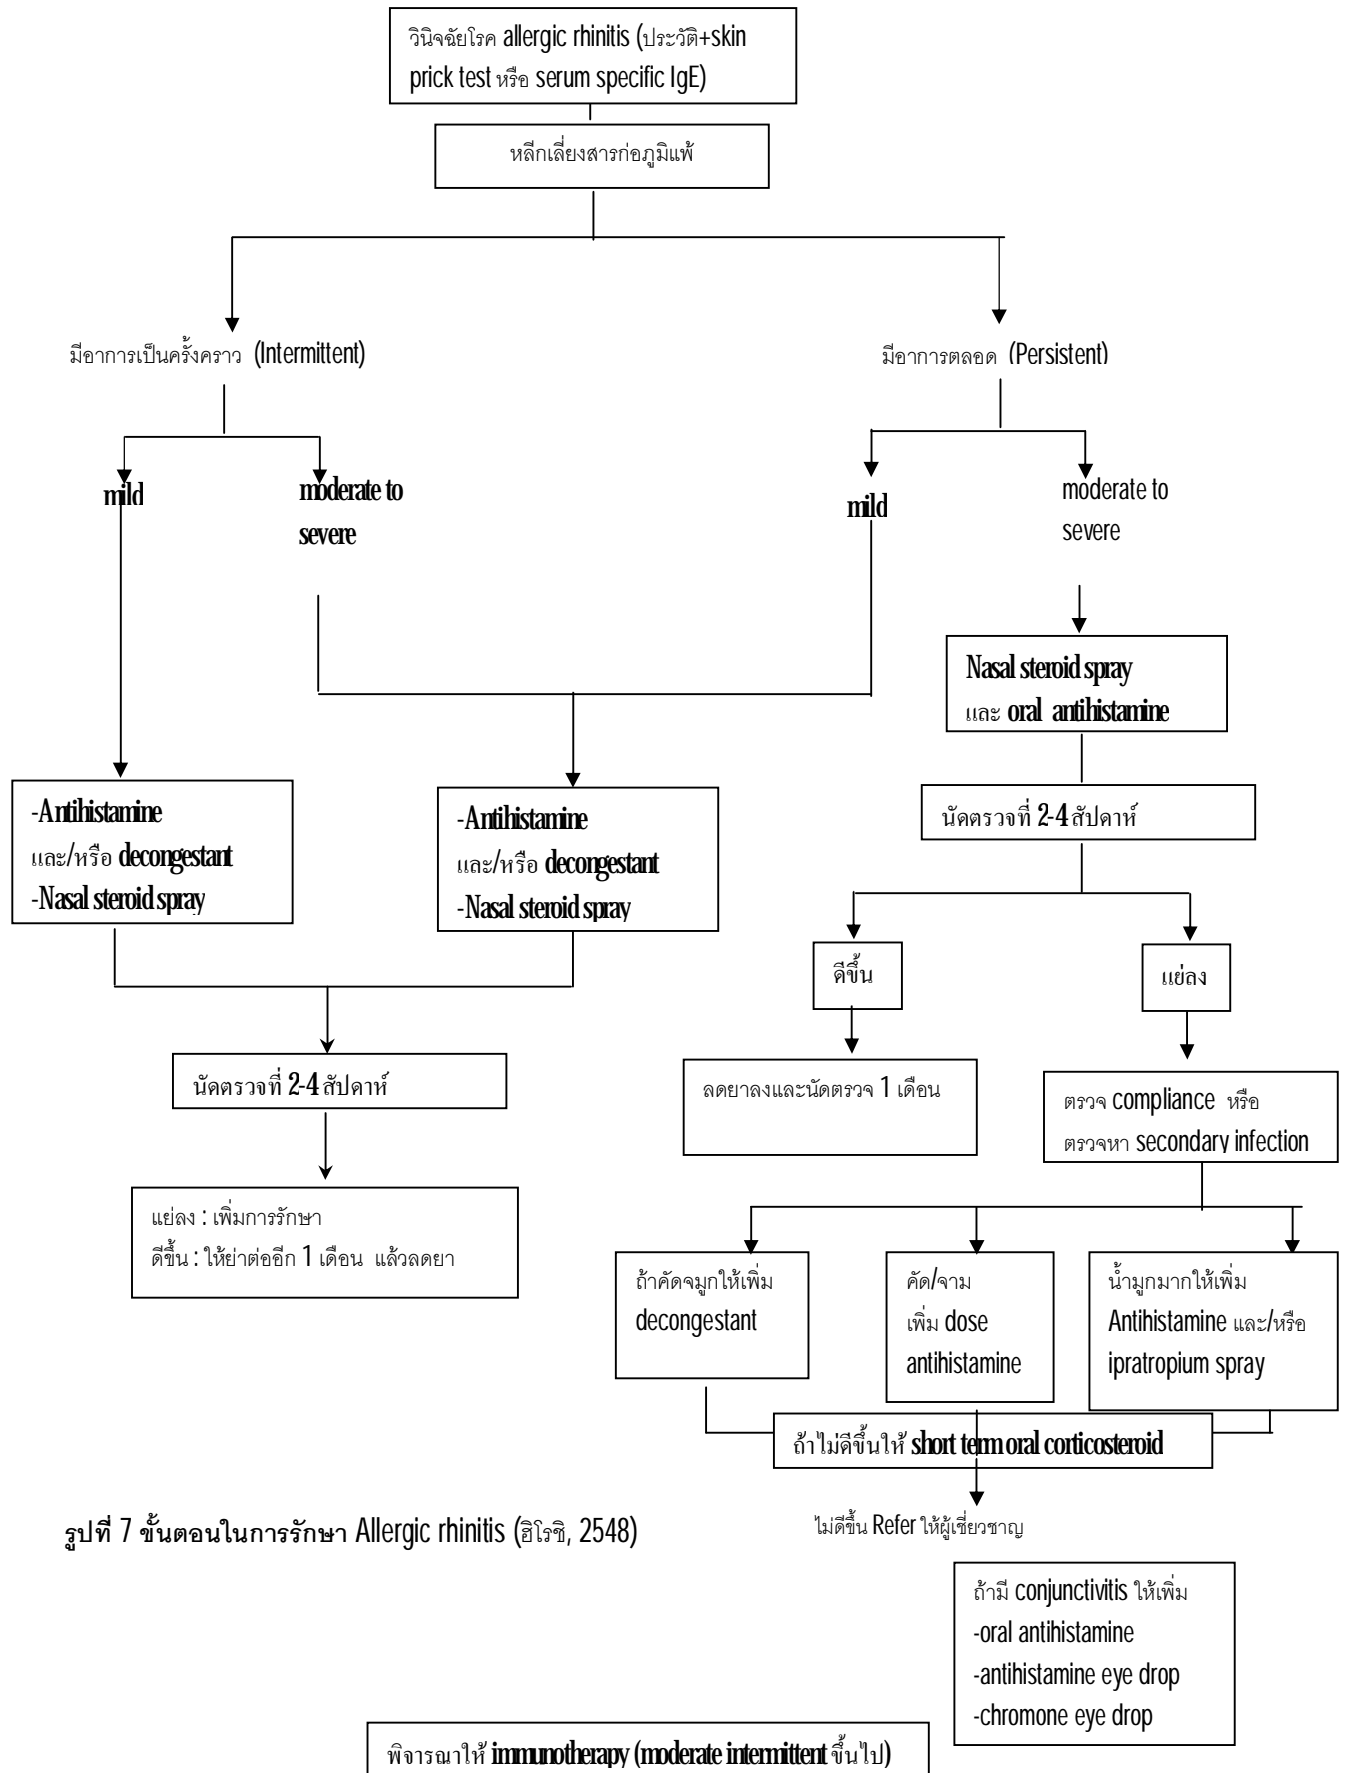 วินิจฉัยโรค allergic rhinitis (ประวัติ+skin
prick test หรือ serum specific IgE)
หลีกเลี่ยงสารก่อภูมิแพ้
มีอาการเป็นครั้งคราว (Intermittent)
มีอาการตลอด (Persistent)
mild
moderate to
severe
mild
moderate to
severe
Nasal steroid spray
และ oral antihistamine
-Antihistamine
และ/หรือ decongestant
-Nasal steroid spray
-Antihistamine
และ/หรือ decongestant
-Nasal steroid spray
นัดตรวจที่ 2-4 สัปดาห์
ดีขึ้น
แย่ลง
นัดตรวจที่ 2-4 สัปดาห์
ลดยาลงและนัดตรวจ 1 เดือน
ตรวจ compliance หรือ
ตรวจหา secondary infection
แย่ลง : เพิ่มการรักษา
ดีขึ้น : ให้ย่าต่ออีก 1 เดือน แล้วลดยา
ถ้าคัดจมูกให้เพิ่ม
decongestant
คัด/จาม
เพิ่ม dose
antihistamine
น้ำมูกมากให้เพิ่ม
Antihistamine และ/หรือ
ipratropium spray
ถ้าไม่ดีขึ้นให้ short term oral corticosteroid
รูปที่ 7 ขั้นตอนในการรักษา Allergic rhinitis (ฮิโรชิ, 2548)
ไม่ดีขึ้น Refer ให้ผู้เชี่ยวชาญ
ถ้ามี conjunctivitis ให้เพิ่ม
-oral antihistamine
-antihistamine eye drop
-chromone eye drop
พิจารณาให้ immunotherapy (moderate intermittent ขึ้นไป)